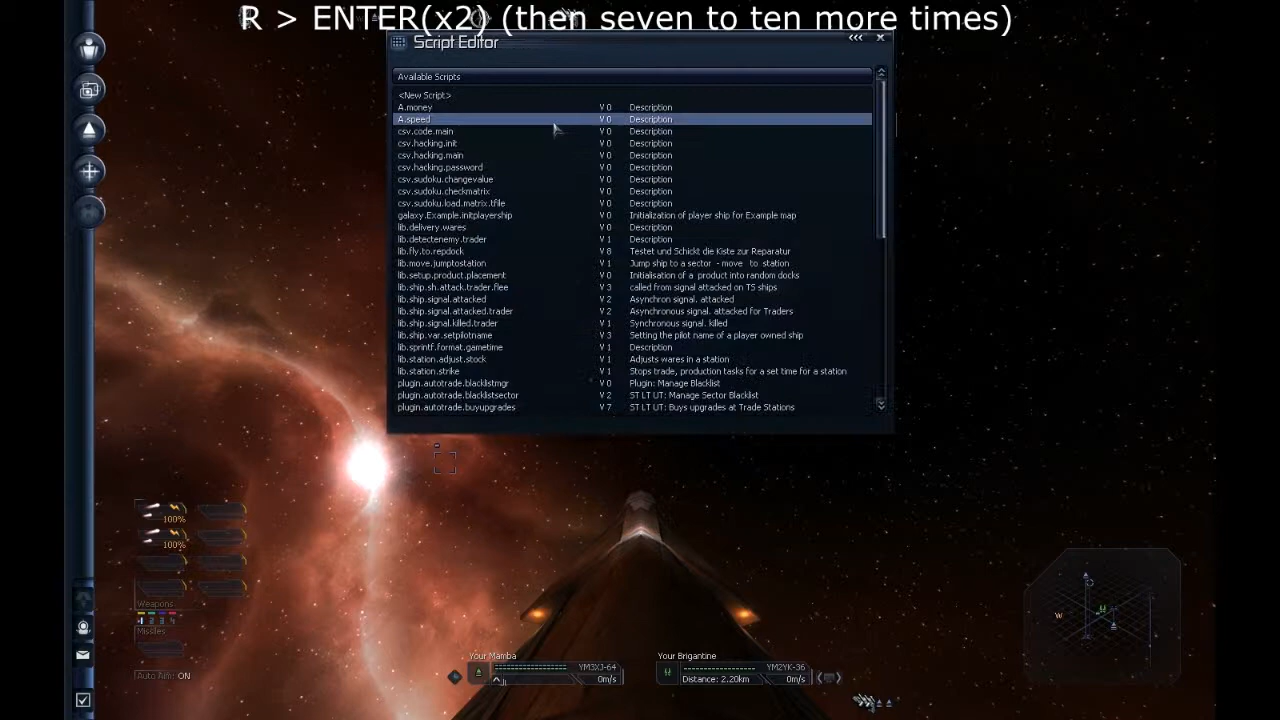 R > ENTER(x2) (then seven to ten more times)
Script Editor
Available Scripts
<New Script>
A.money V 0 Description
A.speed V 0 Description
csv.code.main V 0 Description
csv.hacking.init V 0 Description
csv.hacking.main V 0 Description
csv.hacking.password V 0 Description
csv.sudoku.changevalue V 0 Description
csv.sudoku.checkmatrix V 0 Description
csv.sudoku.load.matrix.tfile V 0 Description
galaxy.Example.initplayership V 0 Initialization of player ship for Example map
lib.delivery.wares V 0 Description
lib.detectenemy.trader V 1 Description
lib.fly.to.repdock V 8 Testet und Schickt die Kiste zur Reparatur
lib.move.jumptostation V 1 Jump ship to a sector - move to station
lib.setup.product.placement V 0 Initialisation of a product into random docks
lib.ship.sh.attack.trader.flee V 3 called from signal attacked on TS ships
lib.ship.signal.attacked V 2 Asynchron signal. attacked
lib.ship.signal.attacked.trader V 2 Asynchronous signal. attacked for Traders
lib.ship.signal.killed.trader V 1 Synchronous signal. killed
lib.ship.var.setpilotname V 3 Setting the pilot name of a player owned ship
lib.sprintf.format.gametime V 1 Description
lib.station.adjust.stock V 1 Adjusts wares in a station
lib.station.strike V 1 Stops trade, production tasks for a set time for a station
plugin.autotrade.blacklistmgr V 0 Plugin: Manage Blacklist
plugin.autotrade.blacklistsector V 2 ST LT UT: Manage Sector Blacklist
plugin.autotrade.buyupgrades V 7 ST LT UT: Buys upgrades at Trade Stations
100%
100%
Weapons
Missiles
Auto Aim: ON
Your Mamba
YM3XJ-64
0m/s
Your Brigantine
YM2YK-36
Distance: 2.20km 0m/s
W